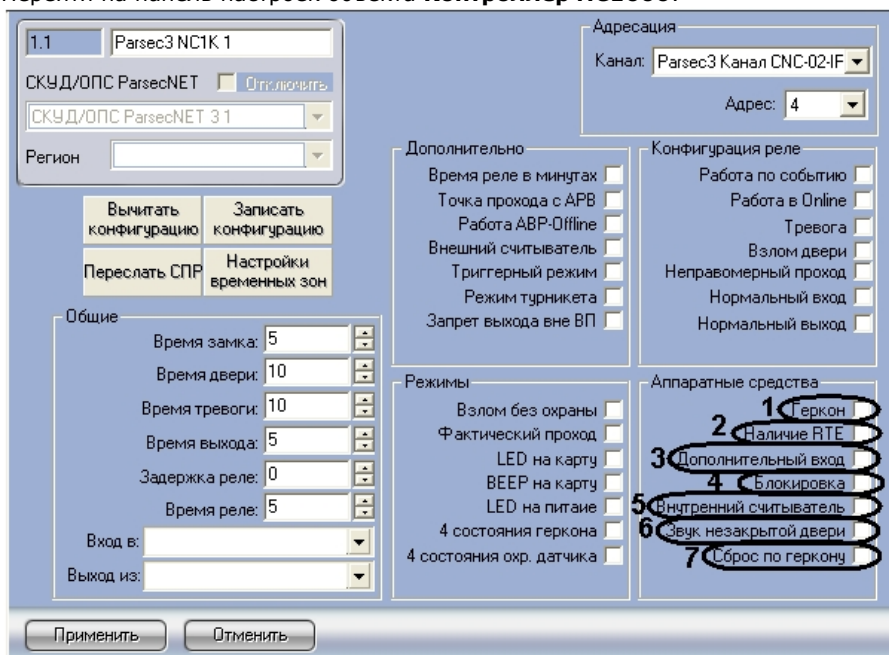 1.1 Parsec3 NC1K 1
СКУД/ОПС ParsecNET Отключить
СКУД/ОПС ParsecNET 3 1
Регион
Адресация
Канал: Parsec3 Канал CNC-02-IF
Адрес: 4
Вычитать конфигурацию
Записать конфигурацию
Переслать СПР
Настройки временных зон
Общие
Время замка: 5
Время двери: 10
Время тревоги: 10
Время выхода: 5
Задержка реле: 0
Время реле: 5
Вход в:
Выход из:
Дополнительно
Время реле в минутах
Точка прохода с APB
Работа АВР-Offline
Внешний считыватель
Триггерный режим
Режим турникета
Запрет выхода вне ВП
Конфигурация реле
Работа по событию
Работа в Online
Тревога
Взлом двери
Неправомерный проход
Нормальный вход
Нормальный выход
Режимы
Взлом без охраны
Фактический проход
LED на карту
BEEP на карту
LED на питаие
4 состояния геркона
4 состояния охр. датчика
Аппаратные средства
1 Геркон
2 Наличие RTE
3 Дополнительный вход
4 Блокировка
5 Внутренний считыватель
6 Звук незакрытой двери
7 Сброс по геркону
Применить
Отменить